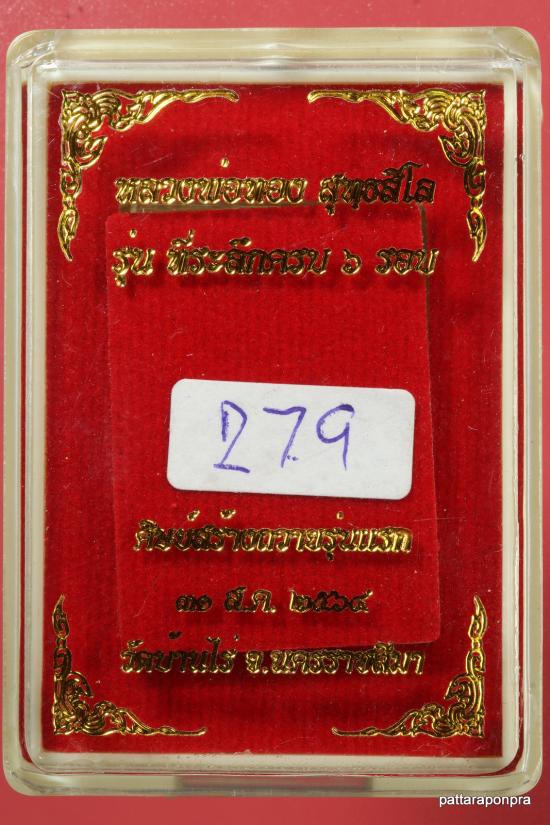 หลวงพ่อทอง สุทธสีโล
รุ่น ที่ระลึกครบ ๖ รอบ
279
ศิษย์สร้างถวายรุ่นแรก
๓๐ ส.ค. ๒๕๖๔
วัดบ้านไร่ จ.นครราชสีมา
pattaraponpra